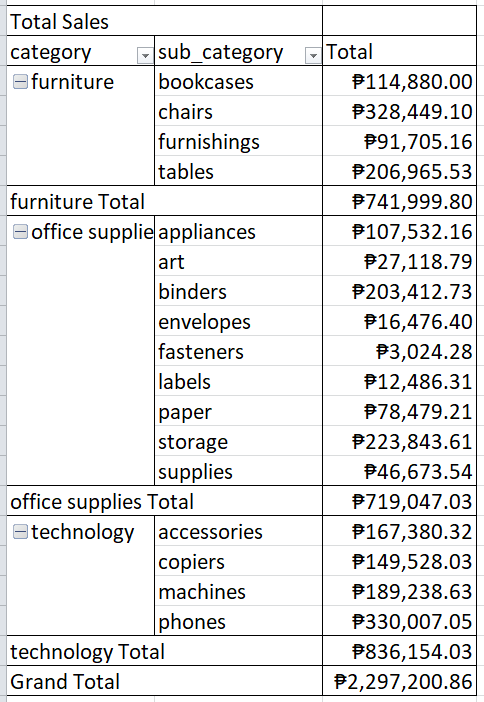 Total Sales
category sub_category Total
furniture bookcases ₱114,880.00
chairs ₱328,449.10
furnishings ₱91,705.16
tables ₱206,965.53
furniture Total ₱741,999.80
office supplie appliances ₱107,532.16
art ₱27,118.79
binders ₱203,412.73
envelopes ₱16,476.40
fasteners ₱3,024.28
labels ₱12,486.31
paper ₱78,479.21
storage ₱223,843.61
supplies ₱46,673.54
office supplies Total ₱719,047.03
technology accessories ₱167,380.32
copiers ₱149,528.03
machines ₱189,238.63
phones ₱330,007.05
technology Total ₱836,154.03
Grand Total ₱2,297,200.86